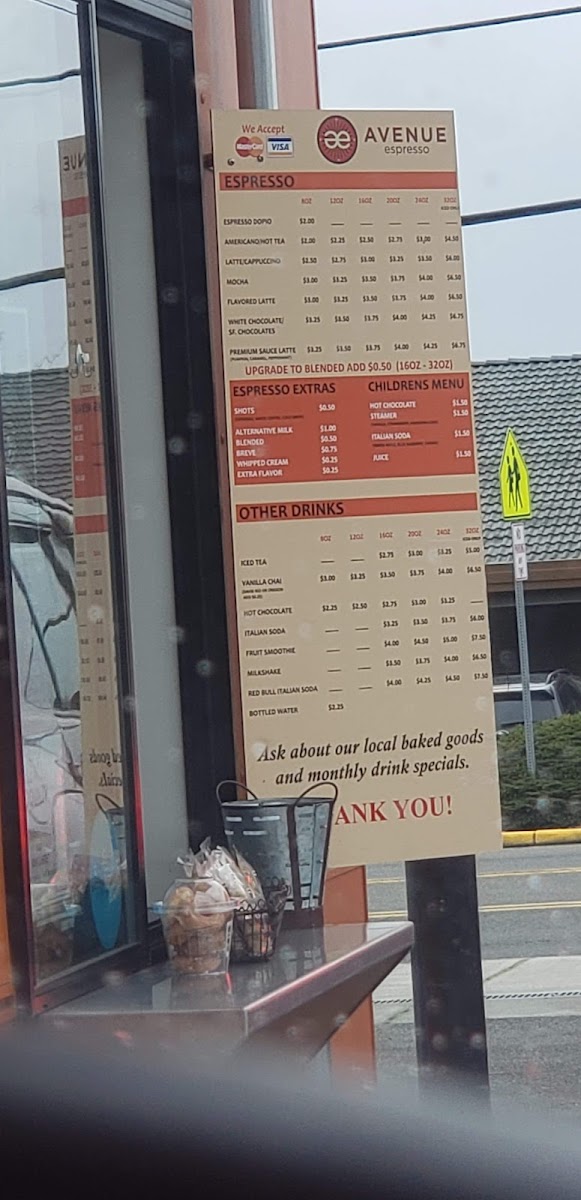 We Accept
MasterCard VISA
æ AVENUE
espresso
ESPRESSO
8OZ 12OZ 16OZ 20OZ 24OZ 32OZ
ESPRESSO DOPIO $2.00 — — — — —
AMERICANO/HOT TEA $2.00 $2.25 $2.50 $2.75 $3.00 $4.50
LATTE/CAPPUCCINO $2.50 $2.75 $3.00 $3.25 $3.50 $6.00
MOCHA $3.00 $3.25 $3.50 $3.75 $4.00 $6.50
FLAVORED LATTE $3.00 $3.25 $3.50 $3.75 $4.00 $6.50
WHITE CHOCOLATE/ $3.25 $3.50 $3.75 $4.00 $4.25 $6.75
SF. CHOCOLATES
PREMIUM SAUCE LATTE $3.25 $3.50 $3.75 $4.00 $4.25 $6.75
UPGRADE TO BLENDED ADD $0.50 (16OZ - 32OZ)
ESPRESSO EXTRAS
SHOTS $0.50
ALTERNATIVE MILK $1.00
BLENDED $0.50
BREVE $0.75
WHIPPED CREAM $0.25
EXTRA FLAVOR $0.25
CHILDRENS MENU
HOT CHOCOLATE $1.50
STEAMER $1.50
ITALIAN SODA $1.50
JUICE $1.50
OTHER DRINKS
8OZ 12OZ 16OZ 20OZ 24OZ 32OZ
ICED TEA — — $2.75 $3.00 $3.25 $5.00
VANILLA CHAI $3.00 $3.25 $3.50 $3.75 $4.00 $6.50
HOT CHOCOLATE $2.25 $2.50 $2.75 $3.00 $3.25 —
ITALIAN SODA — — $3.25 $3.50 $3.75 $6.00
FRUIT SMOOTHIE — — $4.00 $4.50 $5.00 $7.50
MILKSHAKE — — $3.50 $3.75 $4.00 $6.50
RED BULL ITALIAN SODA — — $4.00 $4.25 $4.50 $7.50
BOTTLED WATER $2.25
Ask about our local baked goods
and monthly drink specials.
ANK YOU!